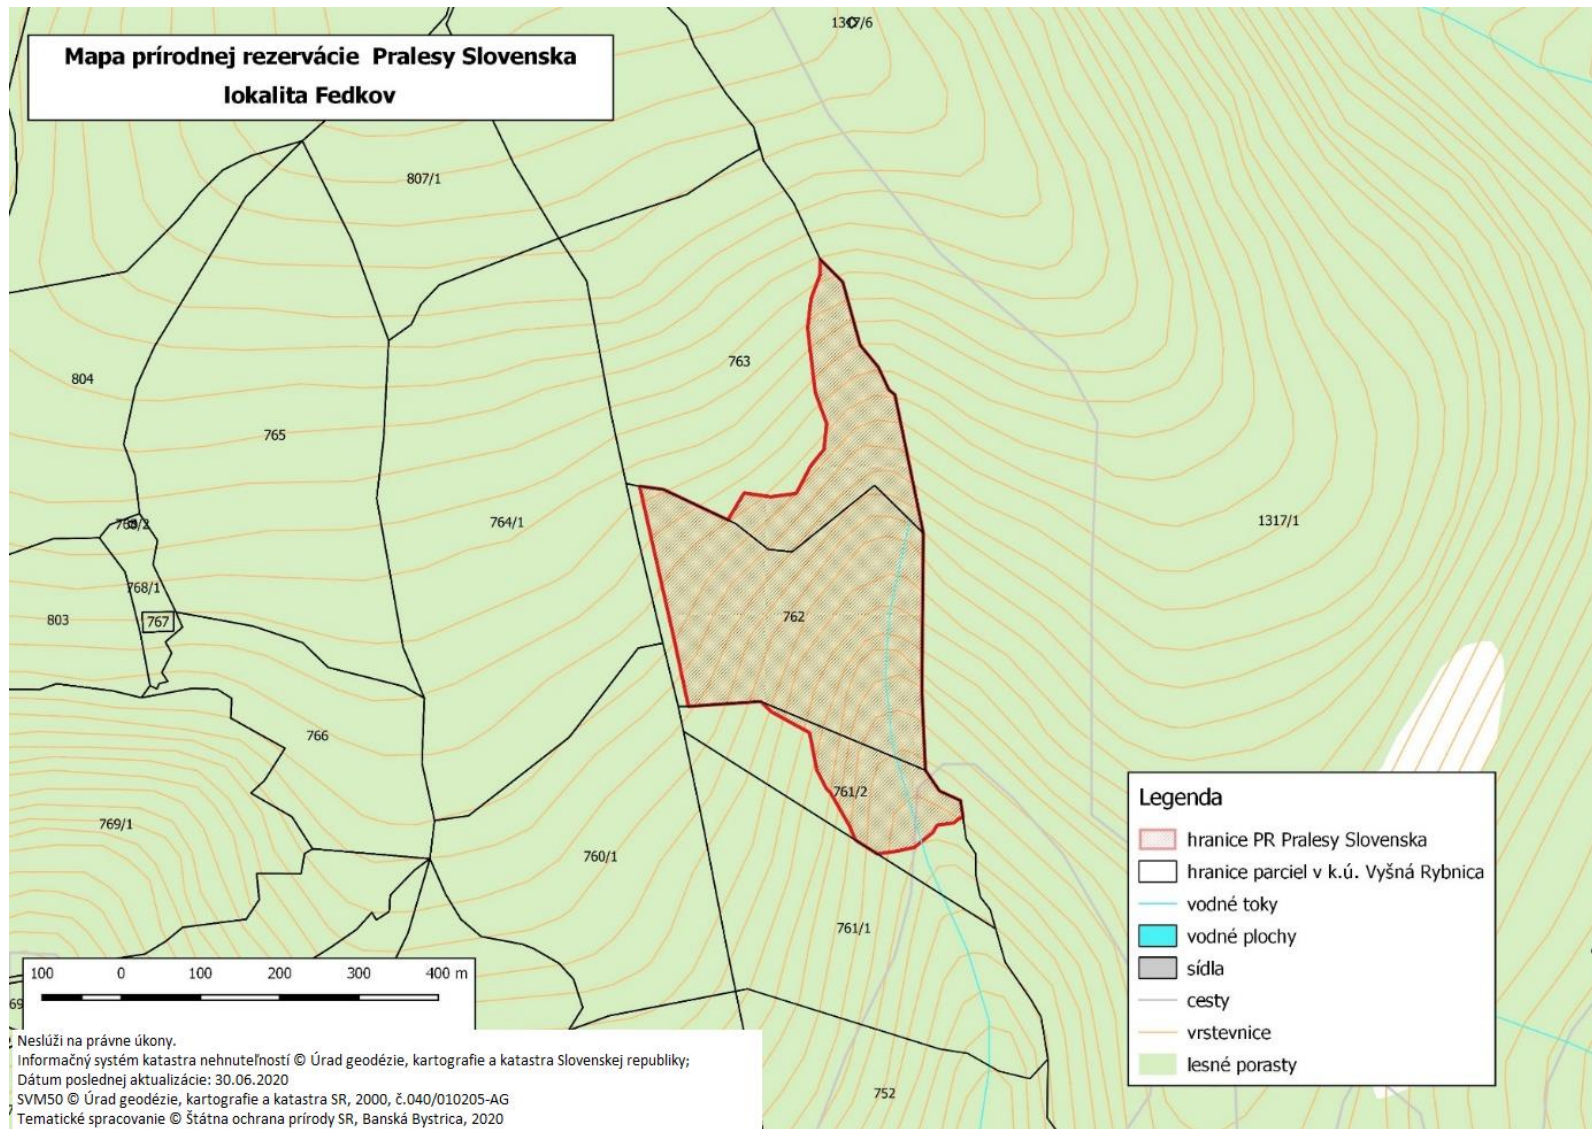 Mapa prírodnej rezervácie Pralesy Slovenska
lokalita Fedkov
1317/6
807/1
763
804
765
764/1
1317/1
768/1
767
803
762
766
761/2
769/1
760/1
761/1
752
Legenda
hranice PR Pralesy Slovenska
hranice parciel v k.ú. Vyšná Rybnica
vodné toky
vodné plochy
sídla
cesty
vrstevnice
lesné porasty
100 0 100 200 300 400 m
Neslúži na právne úkony.
Informačný systém katastra nehnuteľností © Úrad geodézie, kartografie a katastra Slovenskej republiky;
Dátum poslednej aktualizácie: 30.06.2020
SVM50 © Úrad geodézie, kartografie a katastra SR, 2000, č.040/010205-AG
Tematické spracovanie © Štátna ochrana prírody SR, Banská Bystrica, 2020